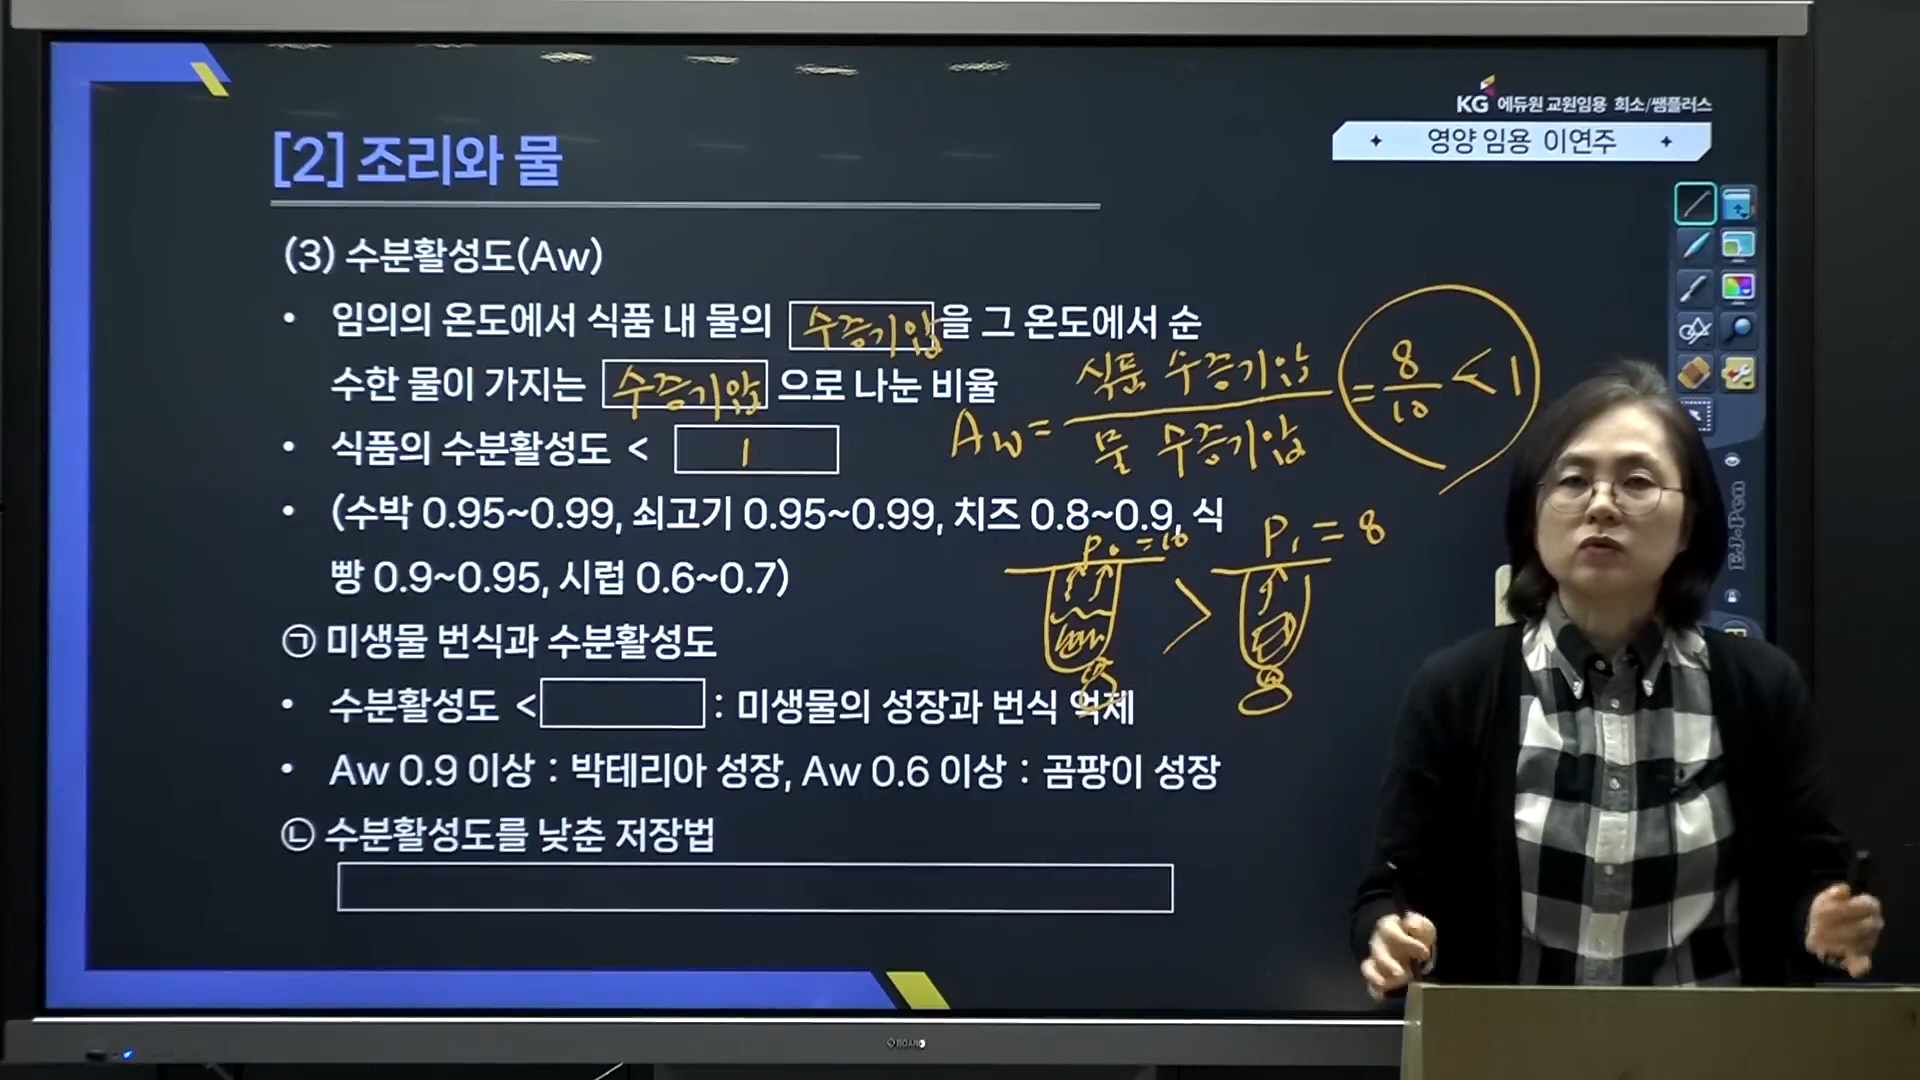 KG 에듀원 교원임용 희소/쌤플러스
영양 임용 이연주
[2] 조리와 물
(3) 수분활성도(Aw)
• 임의의 온도에서 식품 내 물의 수증기압을 그 온도에서 순
수한 물이 가지는 수증기압 으로 나눈 비율
Aw = 식품 수증기압 / 물 수증기압 = 8/10 < 1
• 식품의 수분활성도 < 1
• (수박 0.95~0.99, 쇠고기 0.95~0.99, 치즈 0.8~0.9, 식
빵 0.9~0.95, 시럽 0.6~0.7)
P₀ = 10 > P₁ = 8
㉠ 미생물 번식과 수분활성도
• 수분활성도 < : 미생물의 성장과 번식 억제
• Aw 0.9 이상 : 박테리아 성장, Aw 0.6 이상 : 곰팡이 성장
㉡ 수분활성도를 낮춘 저장법